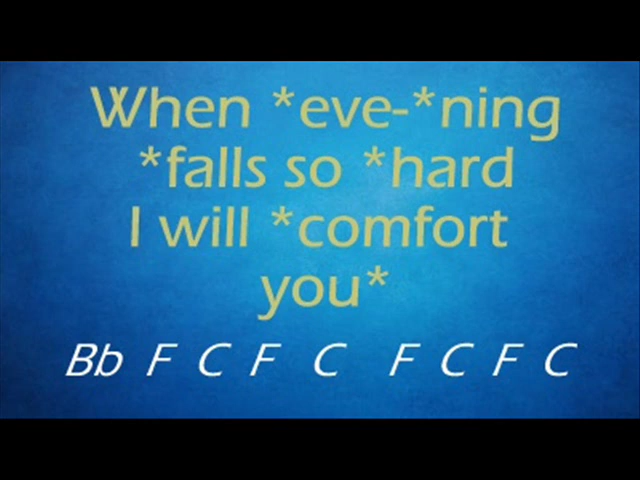 When *eve-*ning
*falls so *hard
I will *comfort
you*
Bb F C F C F C F C